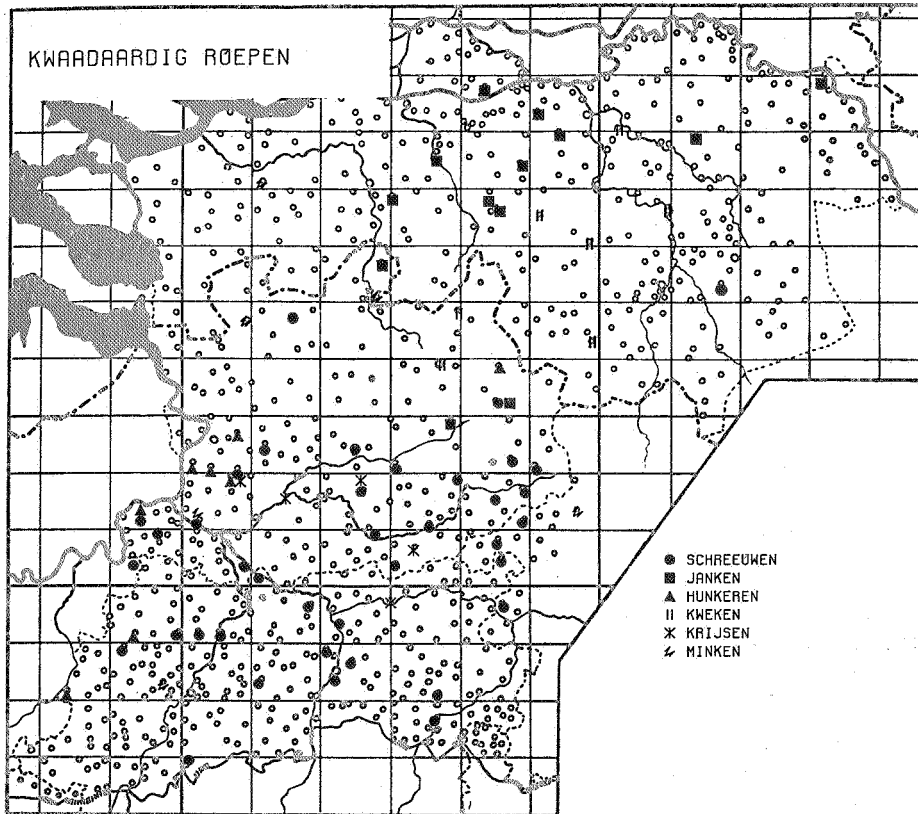 KWAADAARDIG ROEPEN
SCHREEUWEN
JANKEN
HUNKEREN
KWEKEN
KRIJSEN
MINKEN